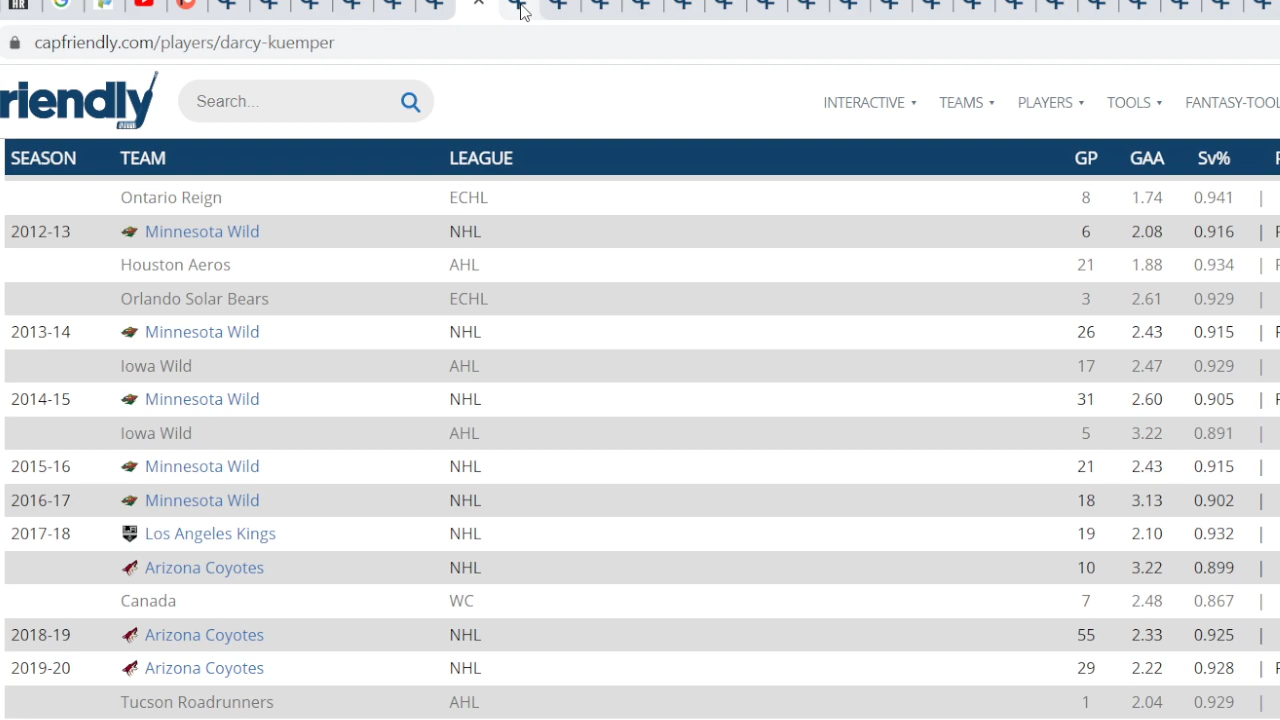 HR
capfriendly.com/players/darcy-kuemper
riendly Search... INTERACTIVE ▾ TEAMS ▾ PLAYERS ▾ TOOLS ▾ FANTASY-TOOL
SEASON TEAM LEAGUE GP GAA Sv%
Ontario Reign ECHL 8 1.74 0.941 |
2012-13 Minnesota Wild NHL 6 2.08 0.916 |
Houston Aeros AHL 21 1.88 0.934 |
Orlando Solar Bears ECHL 3 2.61 0.929 |
2013-14 Minnesota Wild NHL 26 2.43 0.915 |
Iowa Wild AHL 17 2.47 0.929 |
2014-15 Minnesota Wild NHL 31 2.60 0.905 |
Iowa Wild AHL 5 3.22 0.891 |
2015-16 Minnesota Wild NHL 21 2.43 0.915 |
2016-17 Minnesota Wild NHL 18 3.13 0.902 |
2017-18 Los Angeles Kings NHL 19 2.10 0.932 |
Arizona Coyotes NHL 10 3.22 0.899 |
Canada WC 7 2.48 0.867 |
2018-19 Arizona Coyotes NHL 55 2.33 0.925 |
2019-20 Arizona Coyotes NHL 29 2.22 0.928 |
Tucson Roadrunners AHL 1 2.04 0.929 |